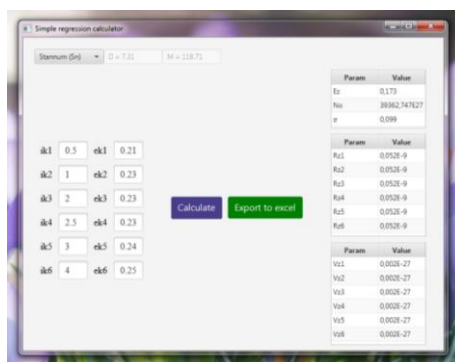 Simple regression calculator
Stannum (Sn) D = 7.31 M = 118.71
Param Value
Ez 0,173
No 39362,747E27
σ 0,099
Param Value
Rz1 0,052E-9
Rz2 0,052E-9
Rz3 0,052E-9
Rz4 0,052E-9
Rz5 0,052E-9
Rz6 0,052E-9
Param Value
Vz1 0,002E-27
Vz2 0,002E-27
Vz3 0,002E-27
Vz4 0,002E-27
Vz5 0,002E-27
Vz6 0,002E-27
ik1 0.5 ek1 0.21
ik2 1 ek2 0.23
ik3 2 ek3 0.23
ik4 2.5 ek4 0.23
ik5 3 ek5 0.24
ik6 4 ek6 0.25
Calculate Export to excel